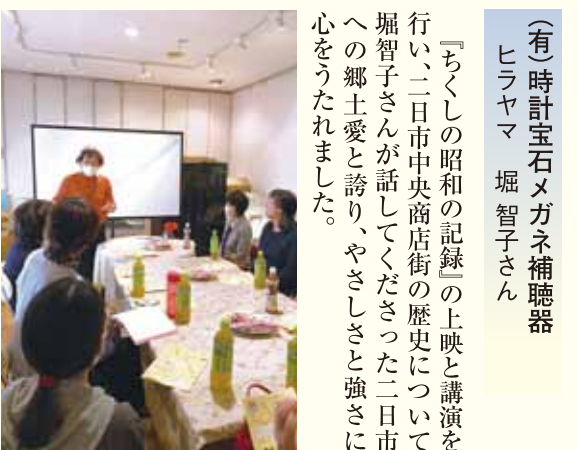 （有）時計宝石メガネ補聴器
ヒラヤマ　堀 智子さん
『ちくしの昭和の記録』の上映と講演を
行い、二日市中央商店街の歴史について
堀智子さんが話してくださった二日市
への郷土愛と誇り、やさしさと強さに
心をうたれました。